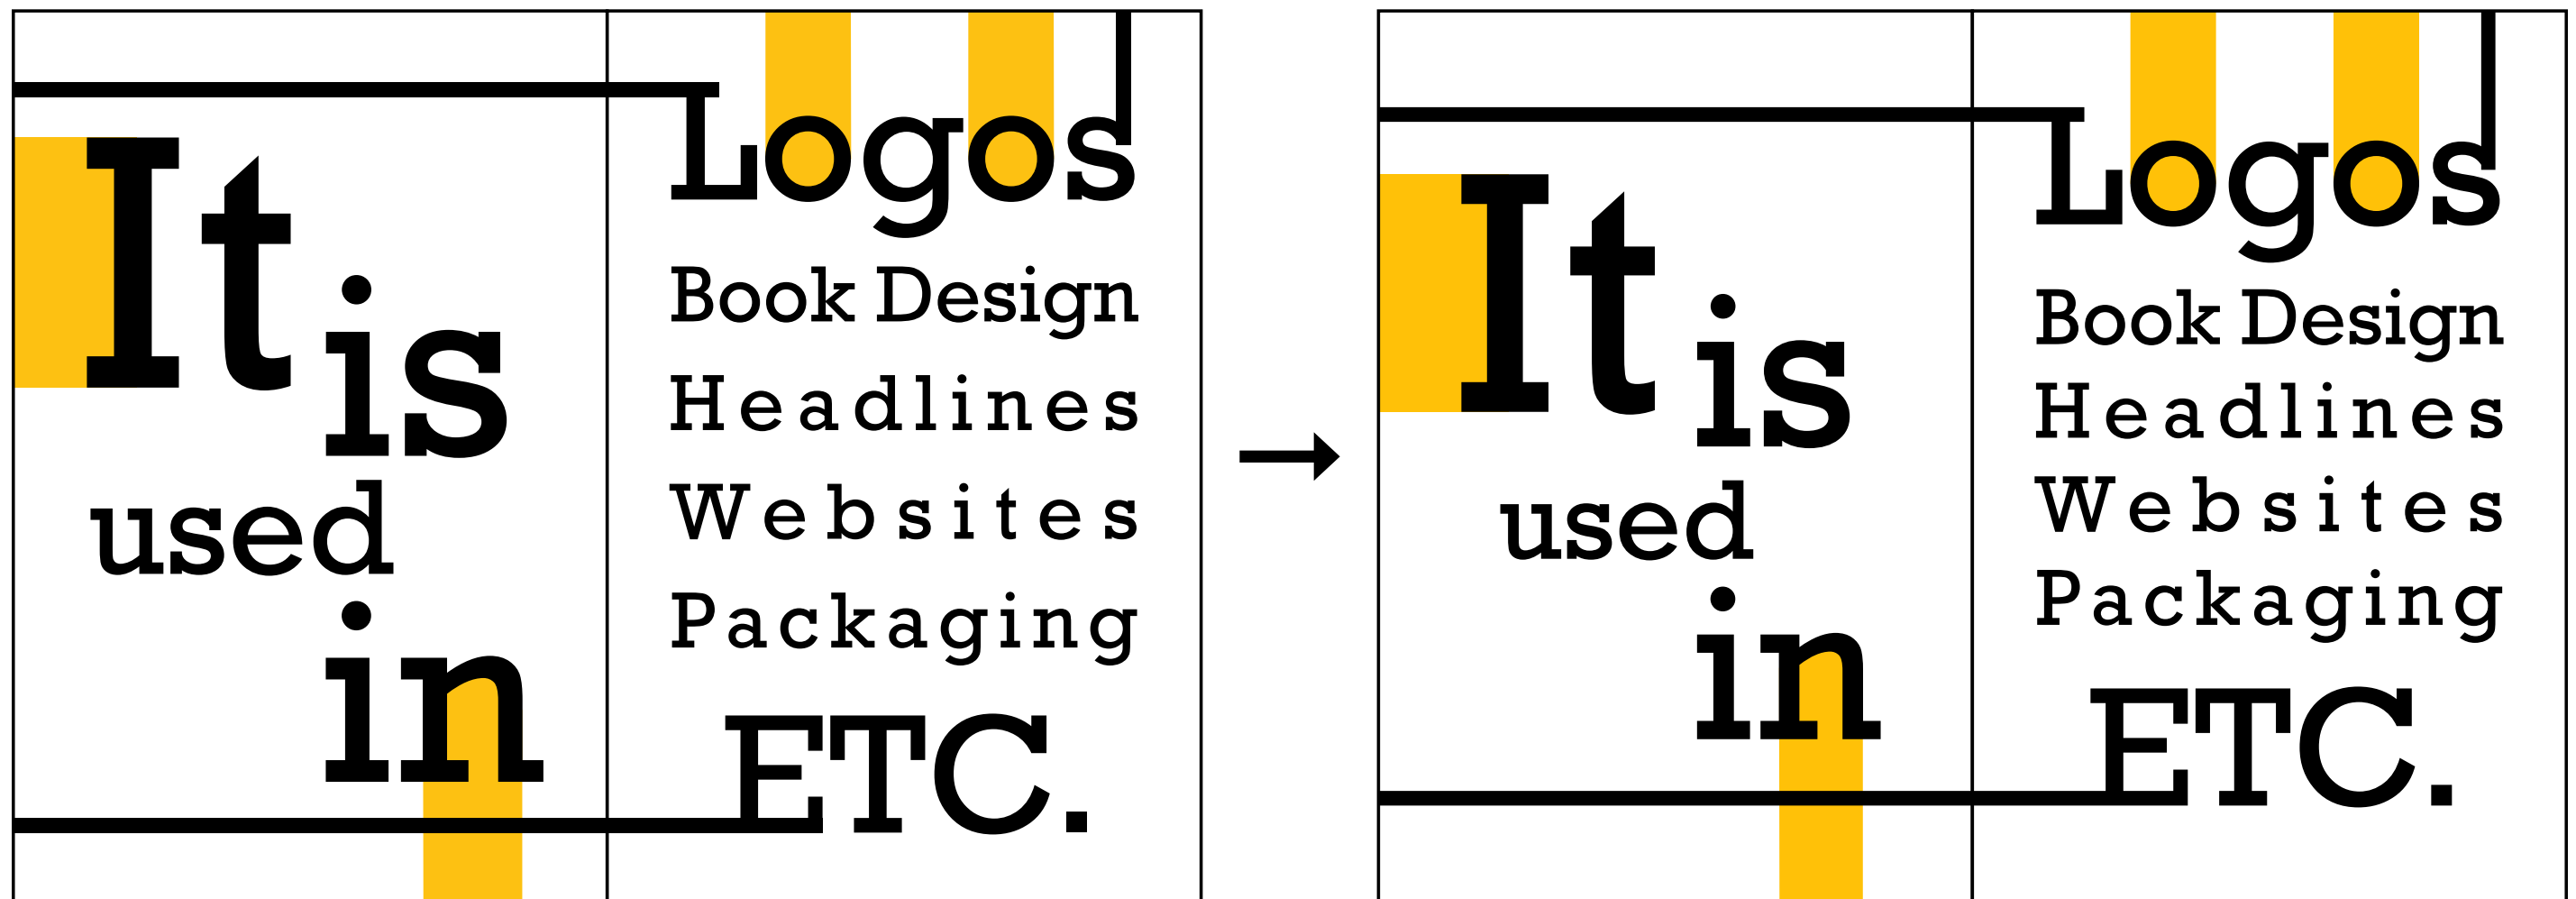 It
is
used
in
Logos
Book Design
Headlines
Websites
Packaging
ETC.
It
is
used
in
Logos
Book Design
Headlines
Websites
Packaging
ETC.